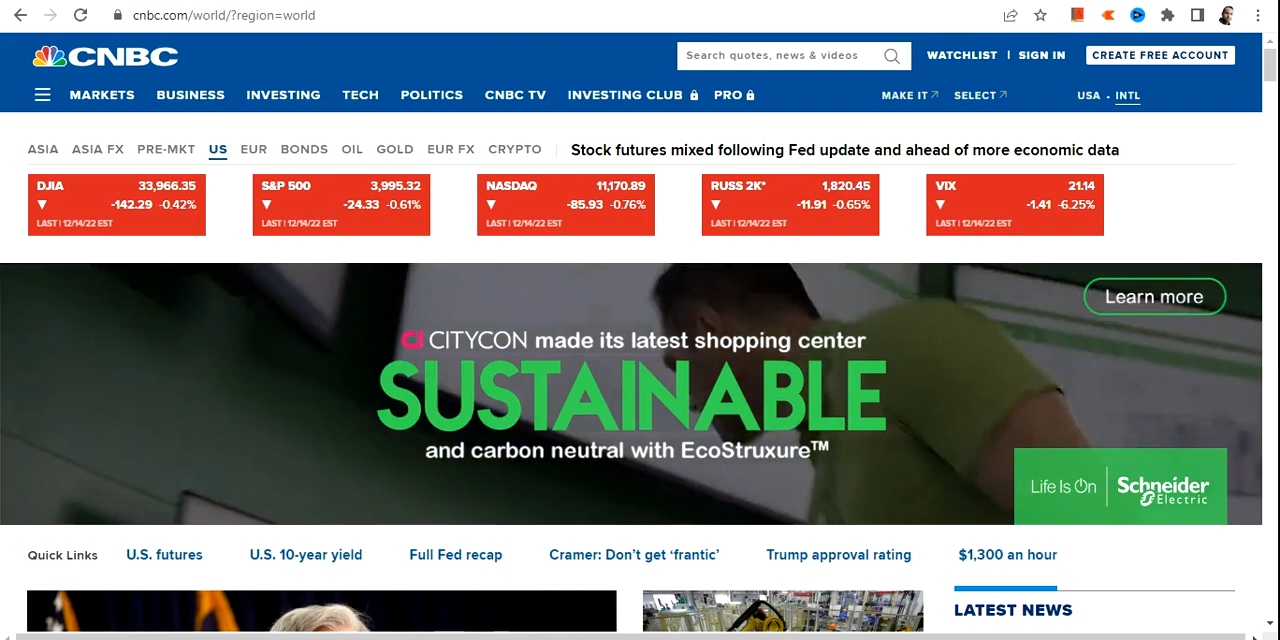 cnbc.com/world/?region=world
CNBC
Search quotes, news & videos
WATCHLIST | SIGN IN
CREATE FREE ACCOUNT
MARKETS BUSINESS INVESTING TECH POLITICS CNBC TV INVESTING CLUB PRO
MAKE IT SELECT USA - INTL
ASIA ASIA FX PRE-MKT US EUR BONDS OIL GOLD EUR FX CRYPTO
Stock futures mixed following Fed update and ahead of more economic data
DJIA 33,966.35
▼ -142.29 -0.42%
LAST | 12/14/22 EST
S&P 500 3,995.32
▼ -24.33 -0.61%
LAST | 12/14/22 EST
NASDAQ 11,170.89
▼ -85.93 -0.76%
LAST | 12/14/22 EST
RUSS 2K* 1,820.45
▼ -11.91 -0.65%
LAST | 12/14/22 EST
VIX 21.14
▼ -1.41 -6.25%
LAST | 12/14/22 EST
Learn more
CITYCON made its latest shopping center
SUSTAINABLE
and carbon neutral with EcoStruxure™
Life Is On | Schneider Electric
Quick Links U.S. futures U.S. 10-year yield Full Fed recap Cramer: Don't get ‘frantic’ Trump approval rating $1,300 an hour
LATEST NEWS